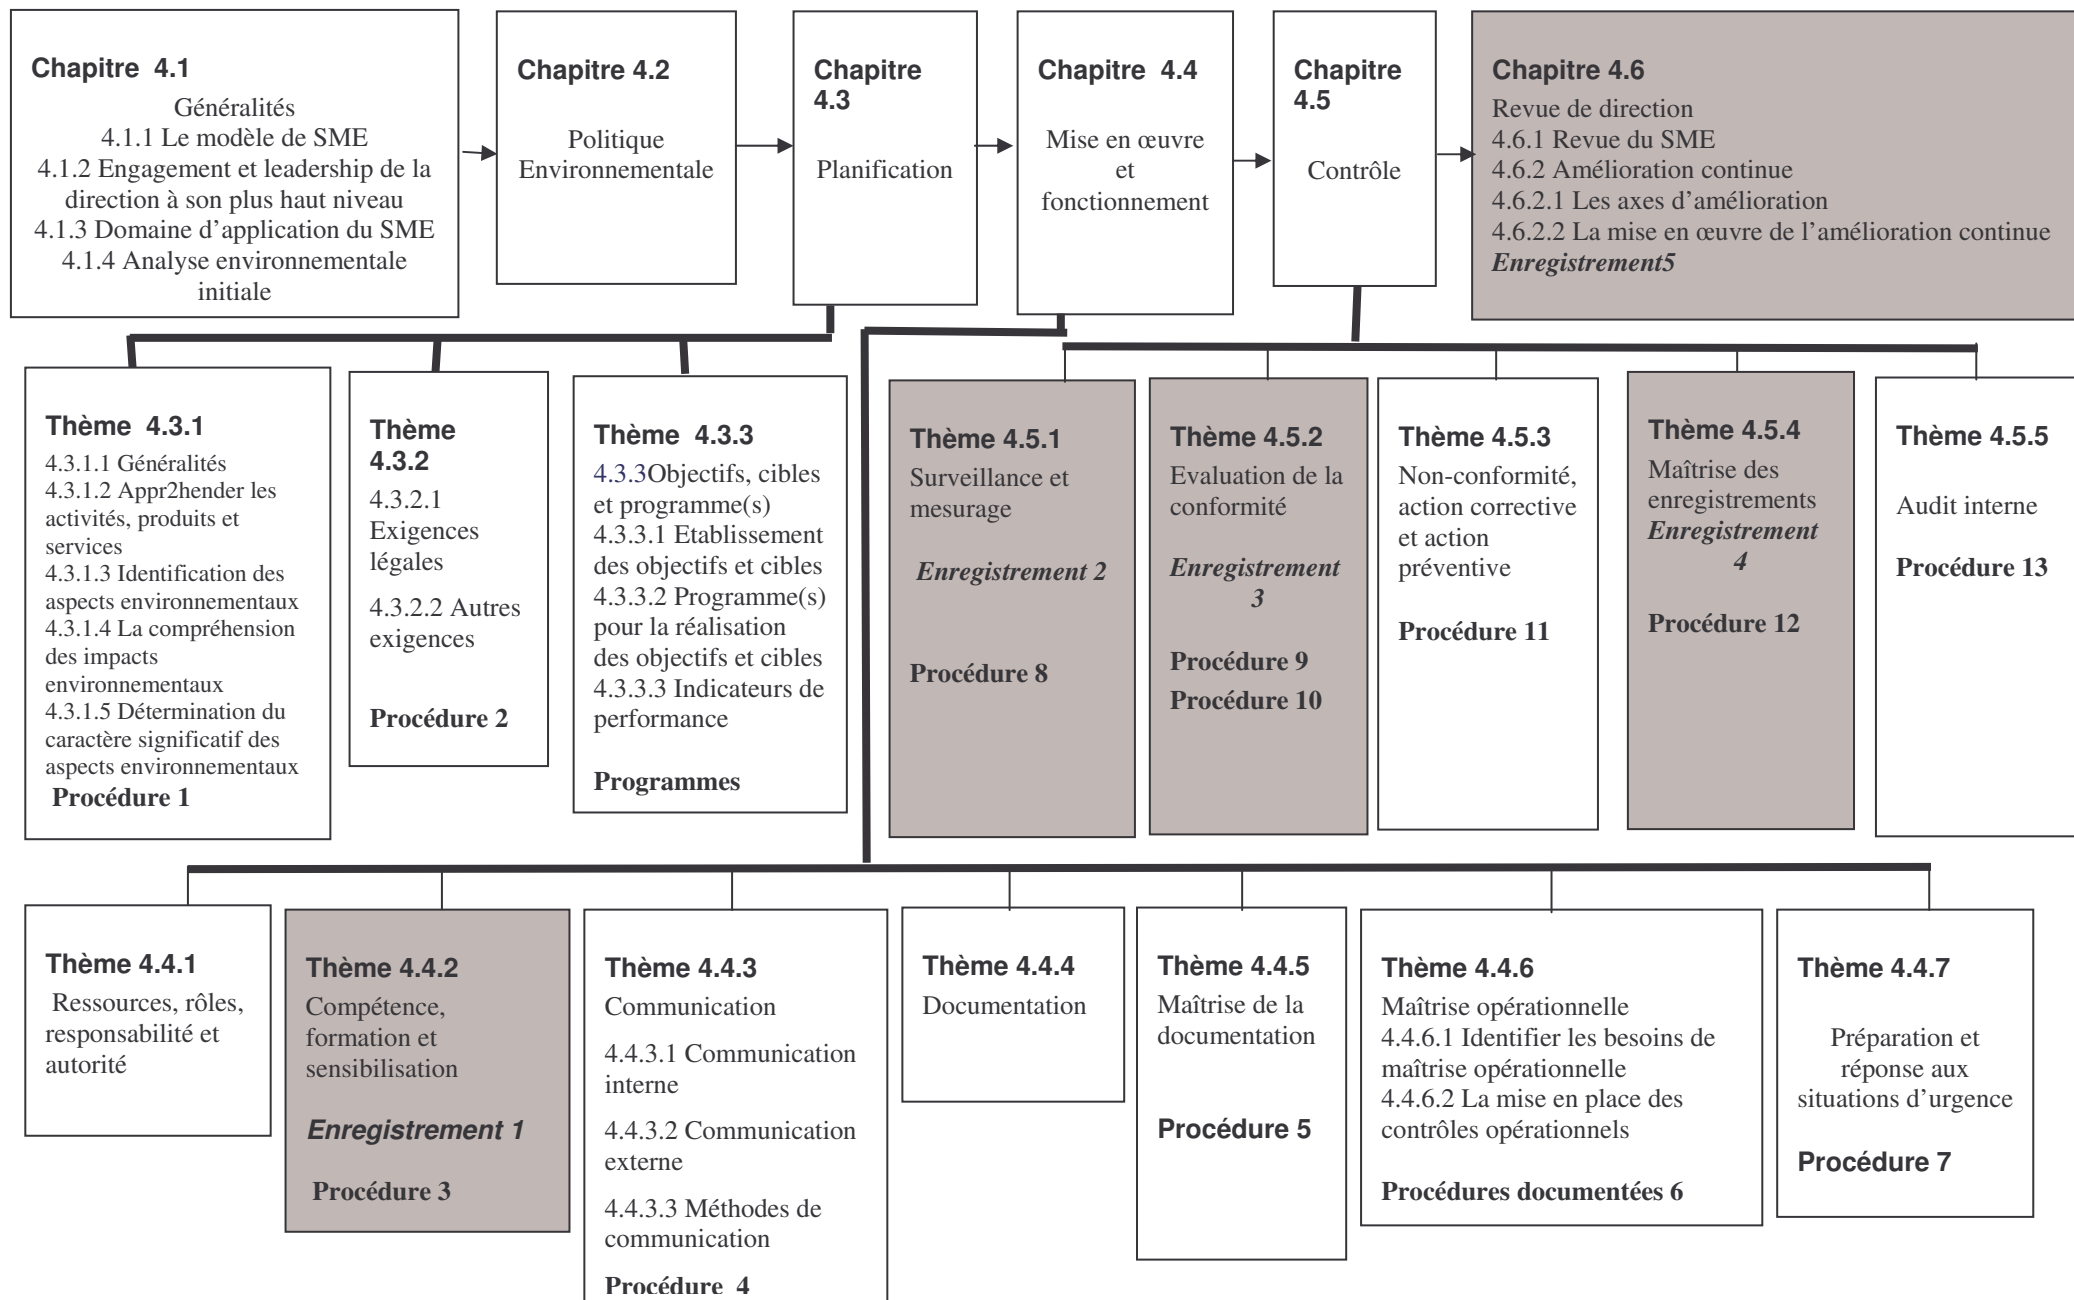 Chapitre 4.1
Généralités
4.1.1 Le modèle de SME
4.1.2 Engagement et leadership de la
direction à son plus haut niveau
4.1.3 Domaine d'application du SME
4.1.4 Analyse environnementale
initiale
Chapitre 4.2
Politique
Environnementale
Chapitre
4.3
Planification
Chapitre 4.4
Mise en œuvre
et
fonctionnement
Chapitre
4.5
Contrôle
Chapitre 4.6
Revue de direction
4.6.1 Revue du SME
4.6.2 Amélioration continue
4.6.2.1 Les axes d'amélioration
4.6.2.2 La mise en œuvre de l'amélioration continue
Enregistrement5
Thème 4.3.1
4.3.1.1 Généralités
4.3.1.2 Appr2hender les
activités, produits et
services
4.3.1.3 Identification des
aspects environnementaux
4.3.1.4 La compréhension
des impacts
environnementaux
4.3.1.5 Détermination du
caractère significatif des
aspects environnementaux
Procédure 1
Thème
4.3.2
4.3.2.1
Exigences
légales
4.3.2.2 Autres
exigences
Procédure 2
Thème 4.3.3
4.3.3Objectifs, cibles
et programme(s)
4.3.3.1 Etablissement
des objectifs et cibles
4.3.3.2 Programme(s)
pour la réalisation
des objectifs et cibles
4.3.3.3 Indicateurs de
performance
Programmes
Thème 4.5.1
Surveillance et
mesurage
Enregistrement 2
Procédure 8
Thème 4.5.2
Evaluation de la
conformité
Enregistrement
3
Procédure 9
Procédure 10
Thème 4.5.3
Non-conformité,
action corrective
et action
préventive
Procédure 11
Thème 4.5.4
Maîtrise des
enregistrements
Enregistrement
4
Procédure 12
Thème 4.5.5
Audit interne
Procédure 13
Thème 4.4.1
Ressources, rôles,
responsabilité et
autorité
Thème 4.4.2
Compétence,
formation et
sensibilisation
Enregistrement 1
Procédure 3
Thème 4.4.3
Communication
4.4.3.1 Communication
interne
4.4.3.2 Communication
externe
4.4.3.3 Méthodes de
communication
Procédure 4
Thème 4.4.4
Documentation
Thème 4.4.5
Maîtrise de la
documentation
Procédure 5
Thème 4.4.6
Maîtrise opérationnelle
4.4.6.1 Identifier les besoins de
maîtrise opérationnelle
4.4.6.2 La mise en place des
contrôles opérationnels
Procédures documentées 6
Thème 4.4.7
Préparation et
réponse aux
situations d'urgence
Procédure 7